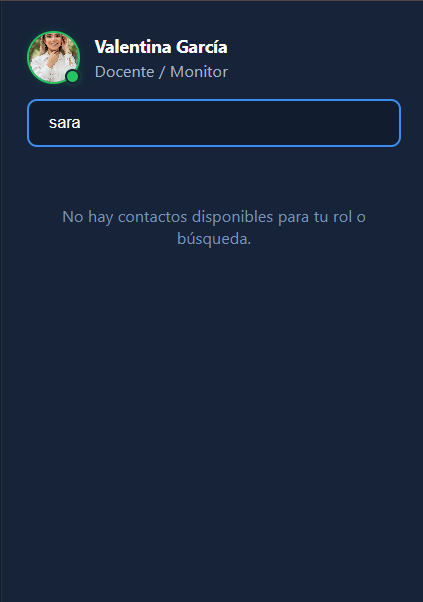 Valentina García
Docente / Monitor
sara
No hay contactos disponibles para tu rol o
búsqueda.